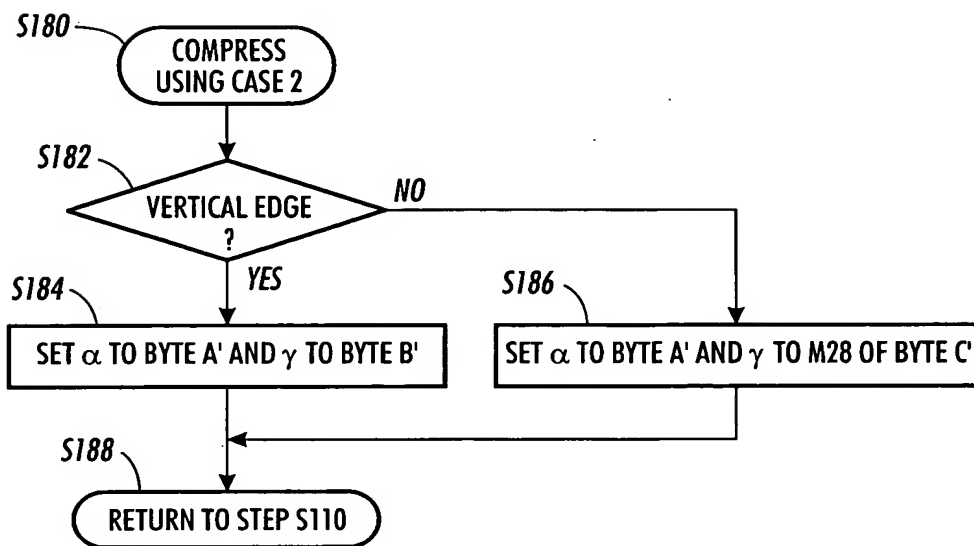 S180
COMPRESS
USING CASE 2
S182
VERTICAL EDGE
?
NO
YES
S184
SET α TO BYTE A' AND γ TO BYTE B'
S186
SET α TO BYTE A' AND γ TO M28 OF BYTE C'
S188
RETURN TO STEP S110